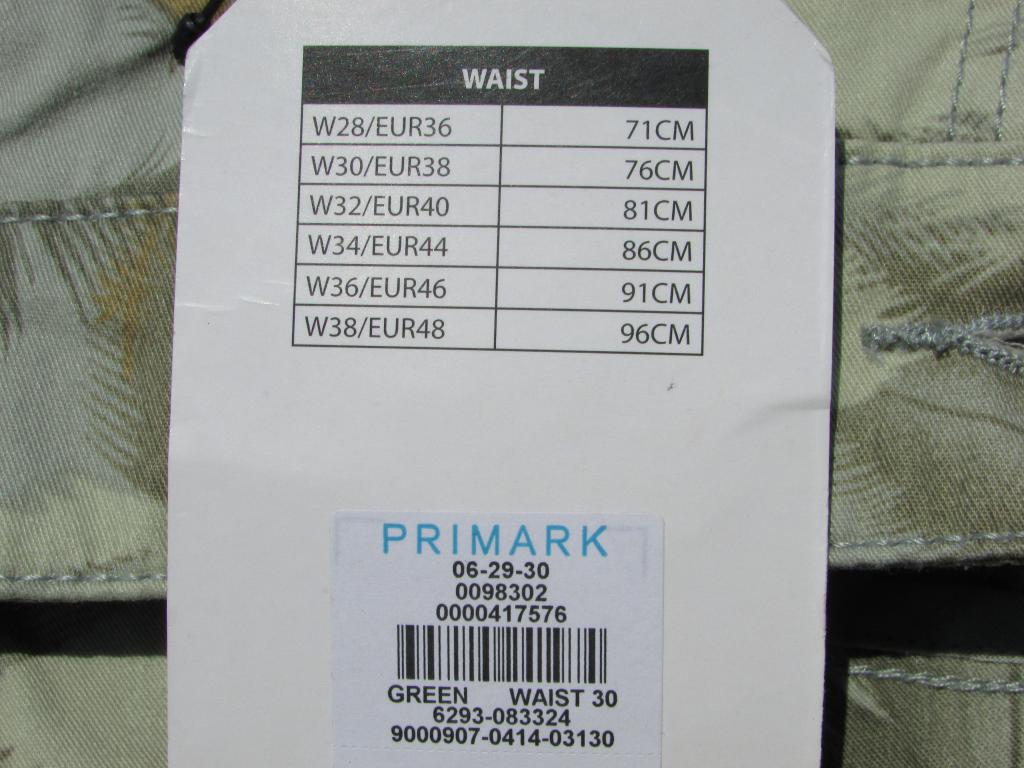 WAIST
W28/EUR36 71CM
W30/EUR38 76CM
W32/EUR40 81CM
W34/EUR44 86CM
W36/EUR46 91CM
W38/EUR48 96CM
PRIMARK
06-29-30
0098302
0000417576
GREEN WAIST 30
6293-083324
9000907-0414-03130